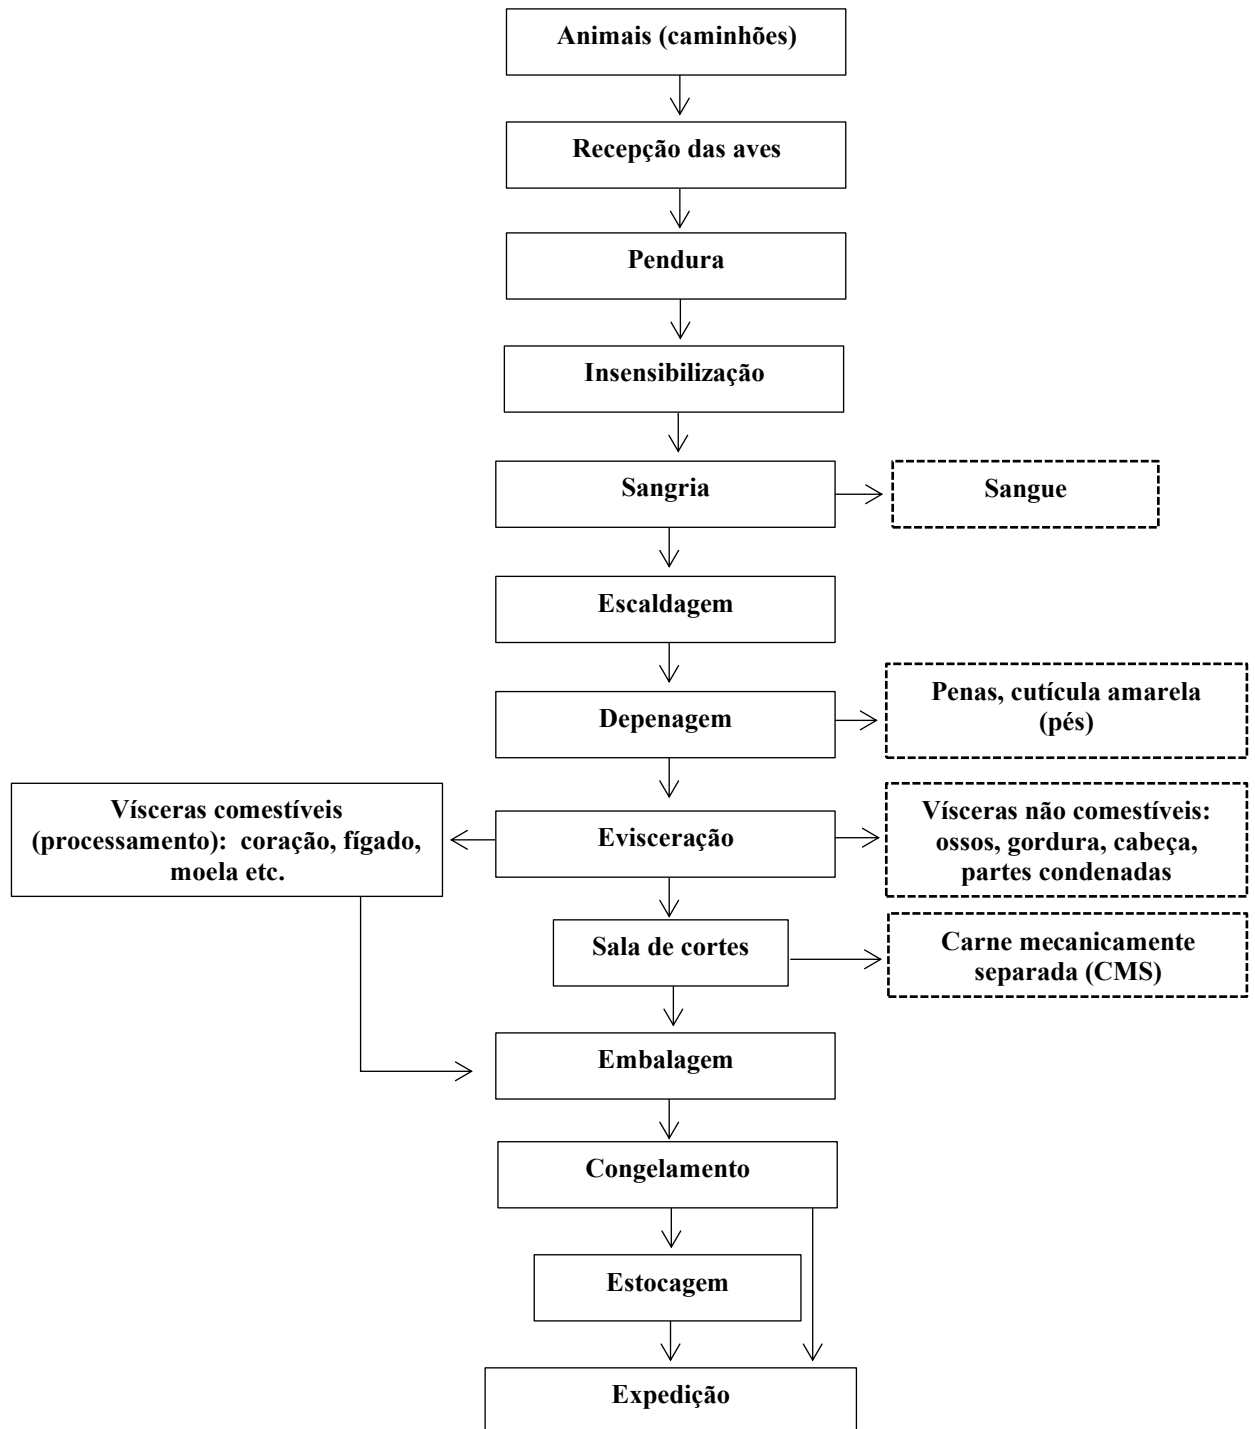 Animais (caminhões)
Recepção das aves
Pendura
Insensibilização
Sangria
Sangue
Escaldagem
Depenagem
Penas, cutícula amarela
(pés)
Vísceras comestíveis
(processamento): coração, fígado,
moela etc.
Evisceração
Vísceras não comestíveis:
ossos, gordura, cabeça,
partes condenadas
Sala de cortes
Carne mecanicamente
separada (CMS)
Embalagem
Congelamento
Estocagem
Expedição